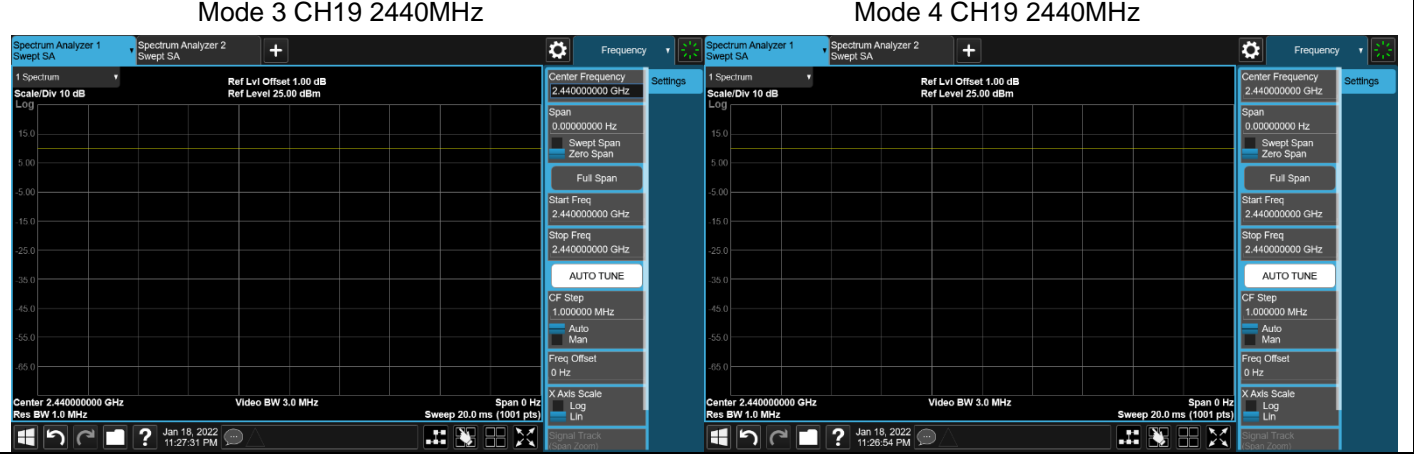 Mode 3 CH19 2440MHz
Mode 4 CH19 2440MHz
Spectrum Analyzer 1
Swept SA
Spectrum Analyzer 2
Swept SA
Frequency
1 Spectrum
Scale/Div 10 dB
Log
Ref Lvl Offset 1.00 dB
Ref Level 25.00 dBm
15.0
5.00
-5.00
-15.0
-25.0
-35.0
-45.0
-55.0
-65.0
Center 2.440000000 GHz
Res BW 1.0 MHz
Video BW 3.0 MHz
Span 0 Hz
Sweep 20.0 ms (1001 pts)
Center Frequency
2.440000000 GHz
Settings
Span
0.00000000 Hz
Swept Span
Zero Span
Full Span
Start Freq
2.440000000 GHz
Stop Freq
2.440000000 GHz
AUTO TUNE
CF Step
1.000000 MHz
Auto
Man
Freq Offset
0 Hz
X Axis Scale
Log
Lin
Signal Track
(Span Zoom)
?
Jan 18, 2022
11:27:31 PM
Spectrum Analyzer 1
Swept SA
Spectrum Analyzer 2
Swept SA
Frequency
1 Spectrum
Scale/Div 10 dB
Log
Ref Lvl Offset 1.00 dB
Ref Level 25.00 dBm
15.0
5.00
-5.00
-15.0
-25.0
-35.0
-45.0
-55.0
-65.0
Center 2.440000000 GHz
Res BW 1.0 MHz
Video BW 3.0 MHz
Span 0 Hz
Sweep 20.0 ms (1001 pts)
Center Frequency
2.440000000 GHz
Settings
Span
0.00000000 Hz
Swept Span
Zero Span
Full Span
Start Freq
2.440000000 GHz
Stop Freq
2.440000000 GHz
AUTO TUNE
CF Step
1.000000 MHz
Auto
Man
Freq Offset
0 Hz
X Axis Scale
Log
Lin
Signal Track
(Span Zoom)
?
Jan 18, 2022
11:26:54 PM